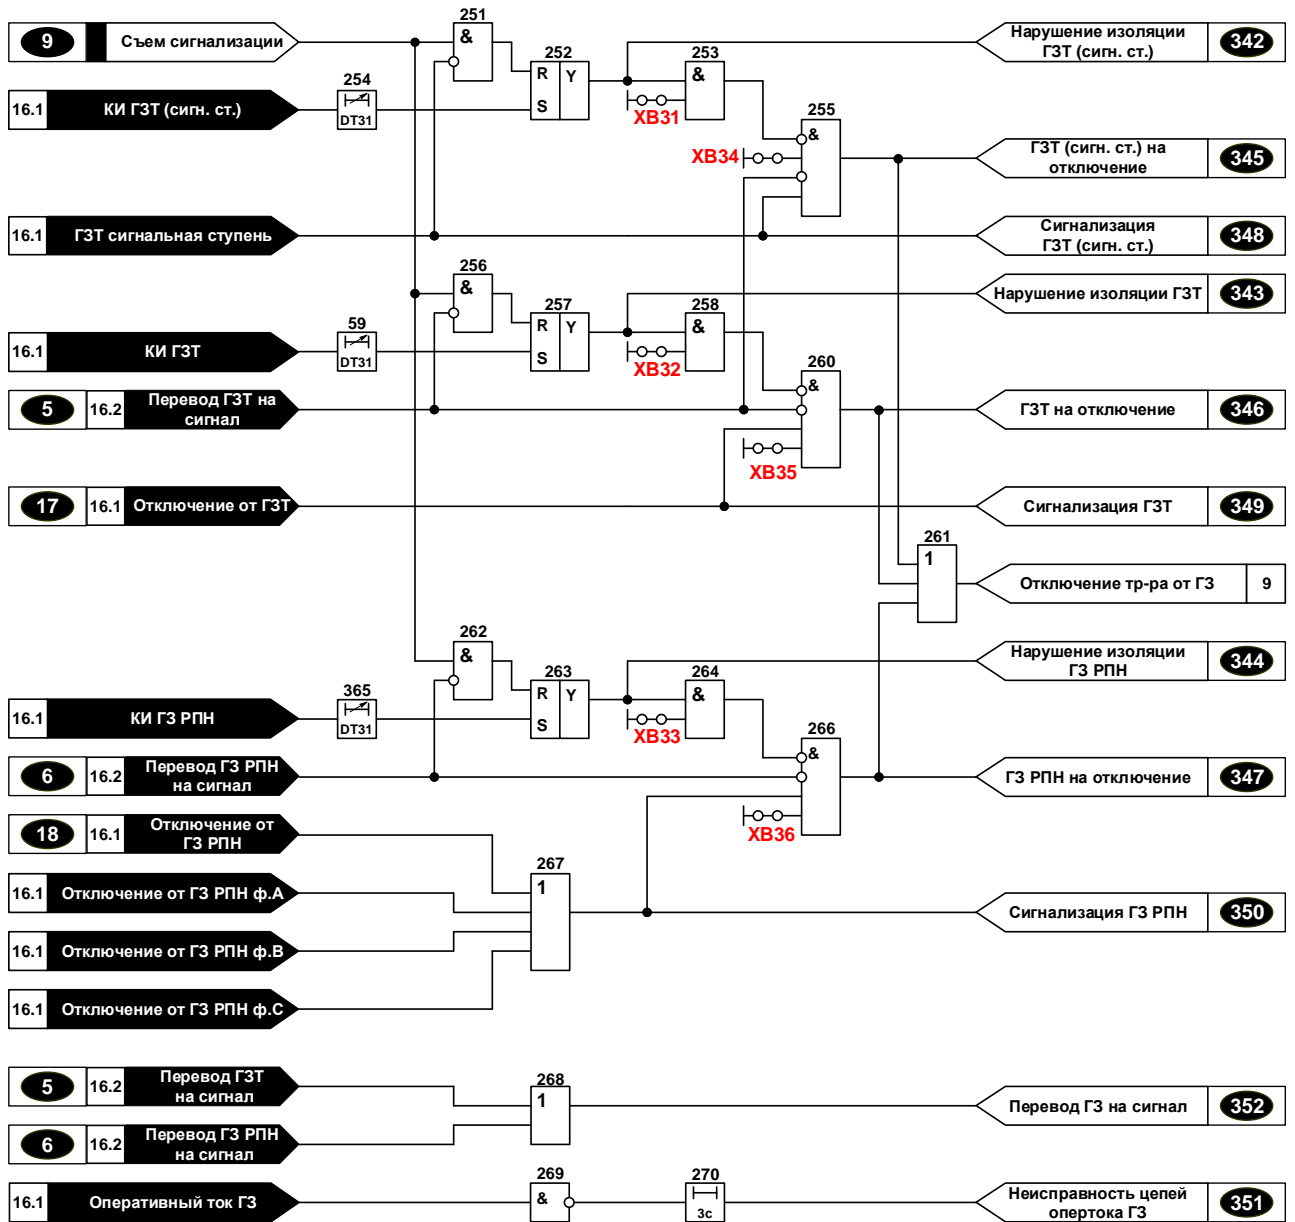 251
9 Съем сигнализации
&
Нарушение изоляции
ГЗТ (сигн. ст.)
342
252
253
R Y
S
&
254
16.1 КИ ГЗТ (сигн. ст.)
DT31
XB31
255
&
XB34
ГЗТ (сигн. ст.) на
отключение
345
16.1 ГЗТ сигнальная ступень
Сигнализация
ГЗТ (сигн. ст.)
348
256
&
257
258
Нарушение изоляции ГЗТ 343
R Y
S
&
59
16.1 КИ ГЗТ
DT31
XB32
260
&
5 16.2 Перевод ГЗТ на
сигнал
ГЗТ на отключение 346
XB35
17 16.1 Отключение от ГЗТ
Сигнализация ГЗТ 349
261
1
Отключение тр-ра от ГЗ 9
262
&
Нарушение изоляции
ГЗ РПН
344
263
264
R Y
S
&
365
16.1 КИ ГЗ РПН
DT31
XB33
266
&
6 16.2 Перевод ГЗ РПН
на сигнал
ГЗ РПН на отключение 347
XB36
18 16.1 Отключение от
ГЗ РПН
267
1
16.1 Отключение от ГЗ РПН ф.А
Сигнализация ГЗ РПН 350
16.1 Отключение от ГЗ РПН ф.В
16.1 Отключение от ГЗ РПН ф.С
5 16.2 Перевод ГЗТ
на сигнал
268
1
Перевод ГЗ на сигнал 352
6 16.2 Перевод ГЗ РПН
на сигнал
269
270
16.1 Оперативный ток ГЗ
&
3с
Неисправность цепей
опертока ГЗ
351